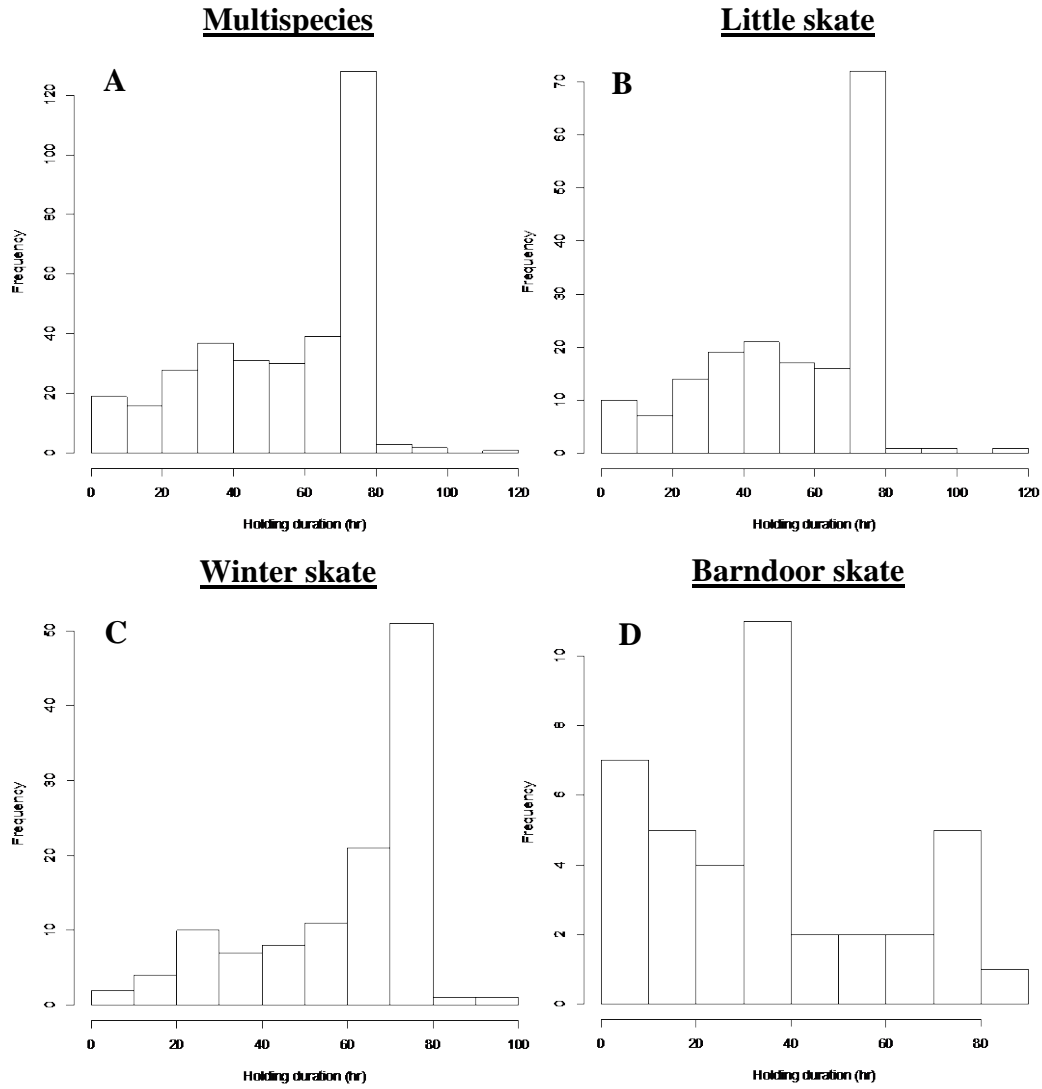 Multispecies
A
Frequency
0 20 40 60 80 100 120
0 20 40 60 80 100 120
Holding duration (hr)
Little skate
B
Frequency
0 10 20 30 40 50 60 70
0 20 40 60 80 100 120
Holding duration (hr)
Winter skate
C
Frequency
0 10 20 30 40 50
0 20 40 60 80 100
Holding duration (hr)
Barndoor skate
D
Frequency
0 2 4 6 8 10
0 20 40 60 80
Holding duration (hr)